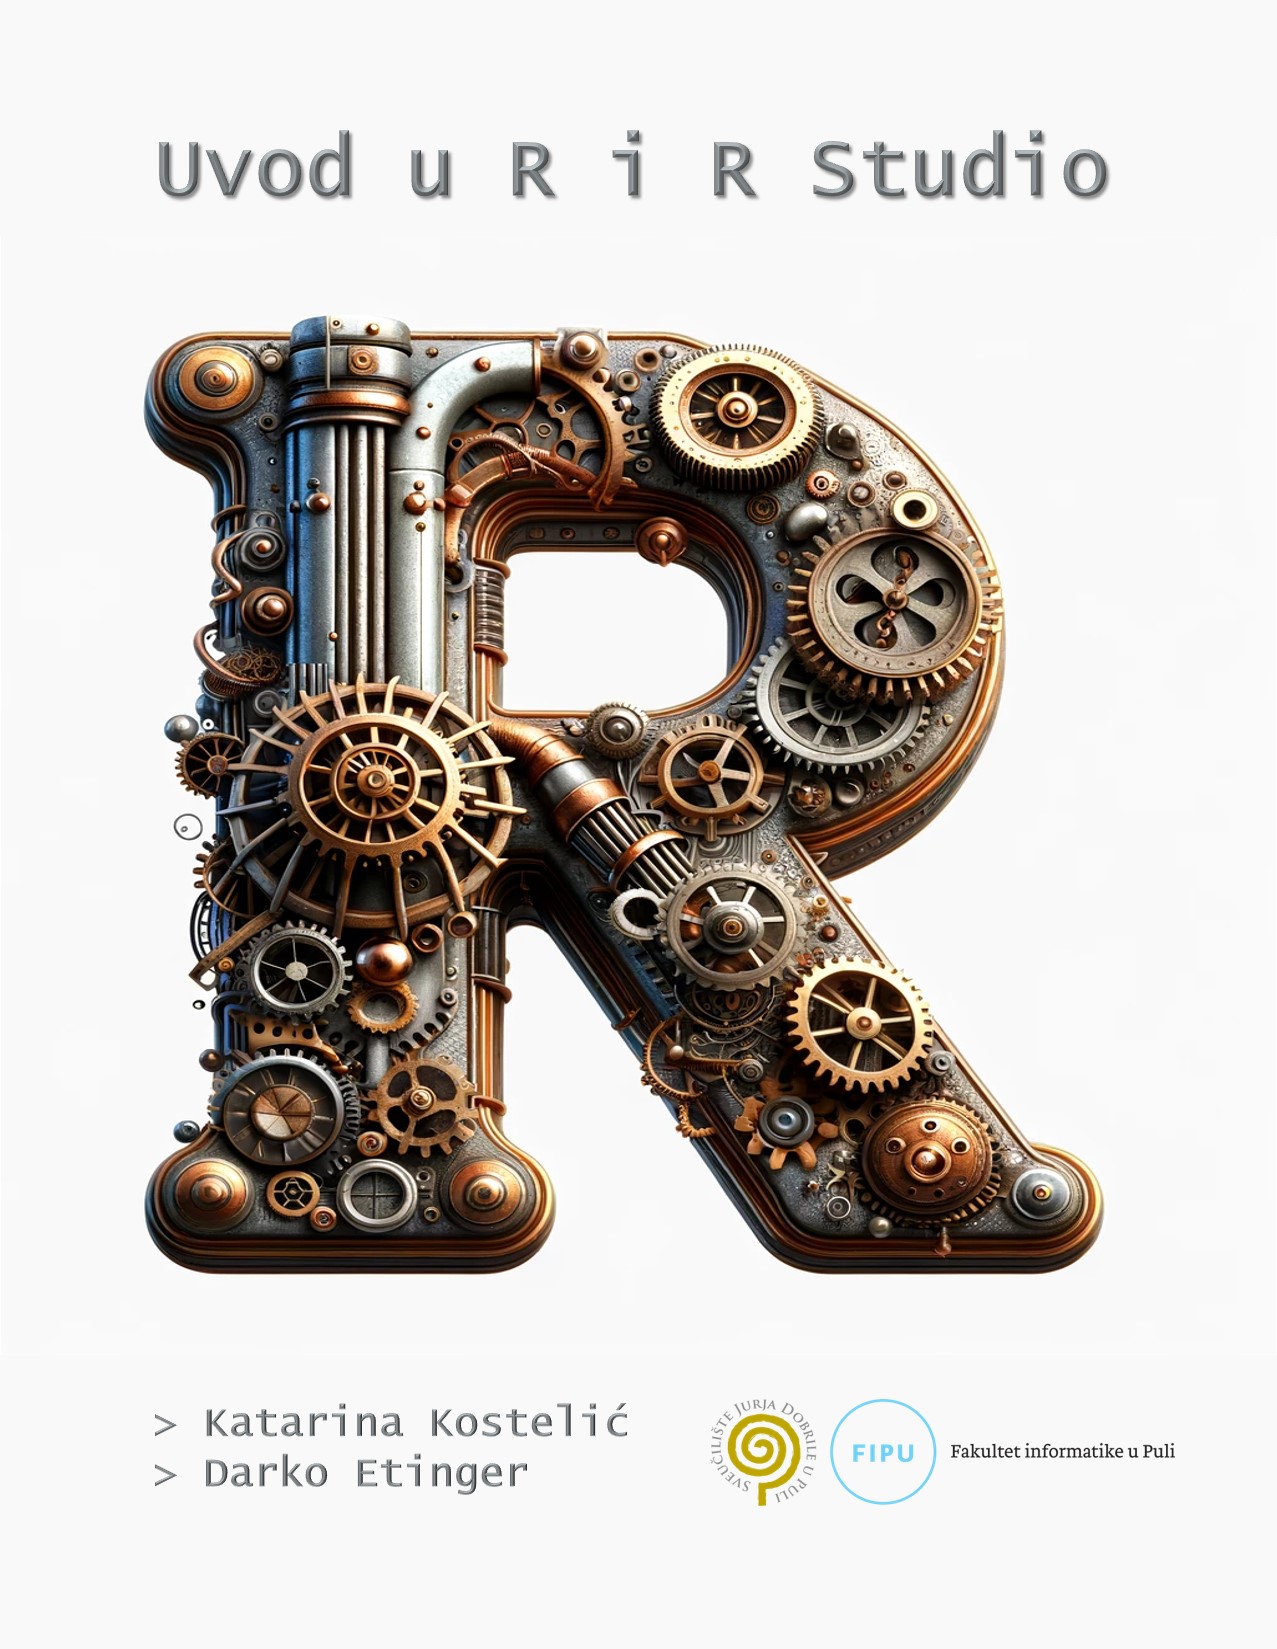 Uvod u R i R Studio
R
> Katarina Kostelić
> Darko Etinger
SVEUČILIŠTE JURJA DOBRILE U PULI
FIPU
Fakultet informatike u Puli